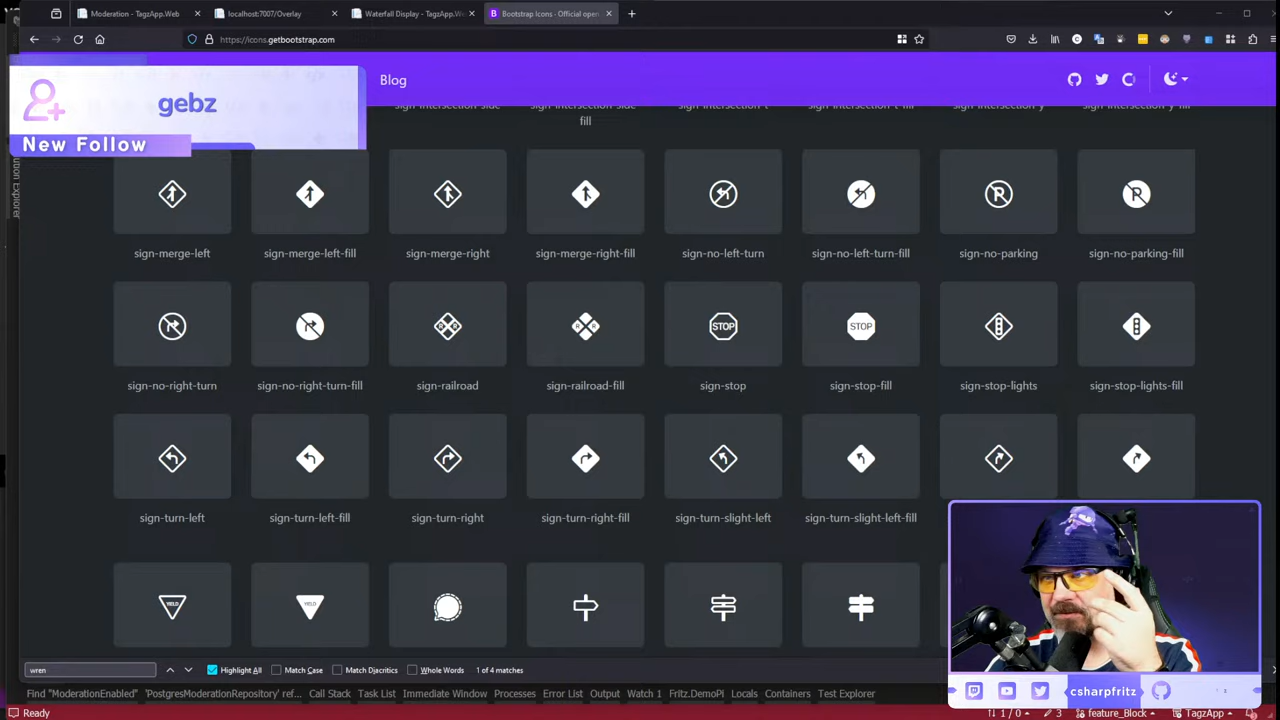 Moderation - TagzApp.Web
localhost:7007/Overlay
Waterfall Display - TagzApp.We
Bootstrap Icons - Official open
https://icons.getbootstrap.com
gebz
New Follow
Blog
fill
sign-merge-left
sign-merge-left-fill
sign-merge-right
sign-merge-right-fill
sign-no-left-turn
sign-no-left-turn-fill
sign-no-parking
sign-no-parking-fill
STOP
STOP
sign-no-right-turn
sign-no-right-turn-fill
sign-railroad
sign-railroad-fill
sign-stop
sign-stop-fill
sign-stop-lights
sign-stop-lights-fill
sign-turn-left
sign-turn-left-fill
sign-turn-right
sign-turn-right-fill
sign-turn-slight-left
sign-turn-slight-left-fill
YIELD
YIELD
wren
Highlight All
Match Case
Match Diacritics
Whole Words
1 of 4 matches
csharpfritz
Find "ModerationEnabled"
'PostgresModerationRepository' ref...
Call Stack
Task List
Immediate Window
Processes
Error List
Output
Watch 1
Fritz.DemoPi
Locals
Containers
Test Explorer
Ready
1 / 0
3
feature_Block
TagzApp